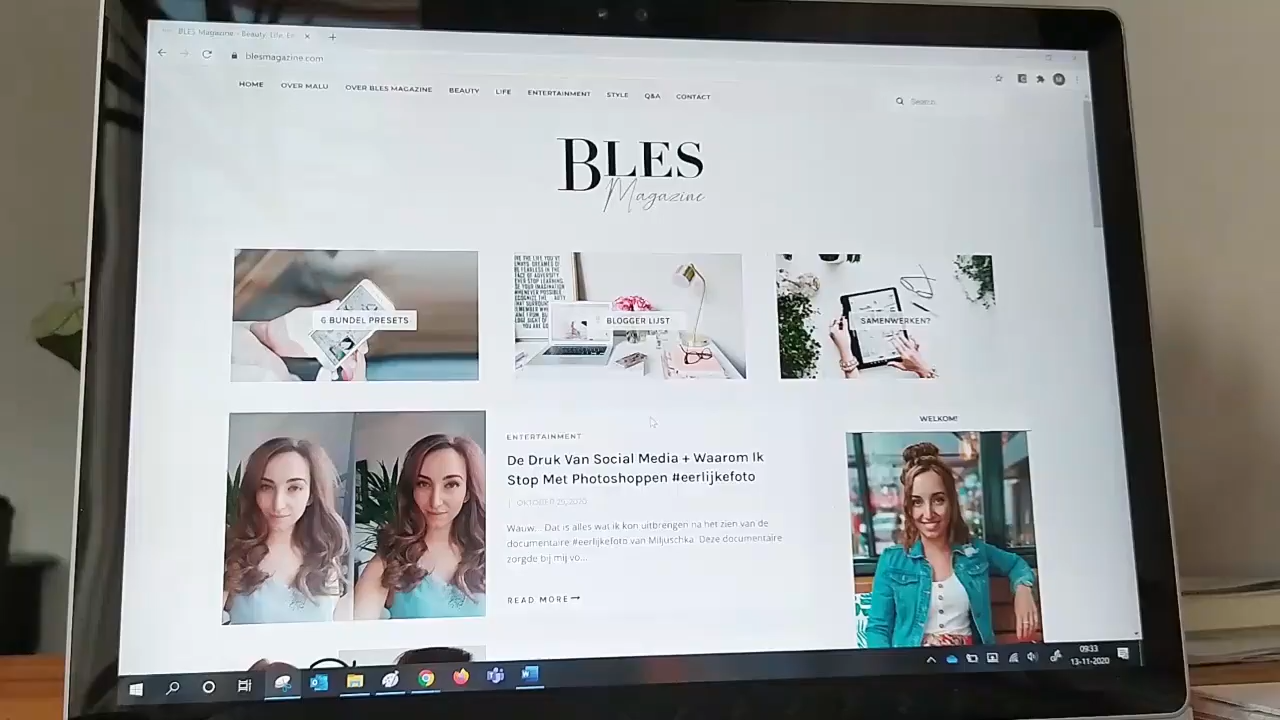 BLES Magazine - Beauty, Life, En
blesmagazine.com
HOME OVER MALU OVER BLES MAGAZINE BEAUTY LIFE ENTERTAINMENT STYLE Q&A CONTACT
Search
BLES
Magazine
6 BUNDEL PRESETS
BLOGGER LIJST
SAMENWERKEN?
ENTERTAINMENT
De Druk Van Social Media + Waarom Ik
Stop Met Photoshoppen #eerlijkefoto
OKTOBER 29, 2020
Wauw... Dat is alles wat ik kon uitbrengen na het zien van de
documentaire #eerlijkefoto van Miljuschka. Deze documentaire
zorgde bij mij vo...
READ MORE
WELKOM!
09:33
13-11-2020